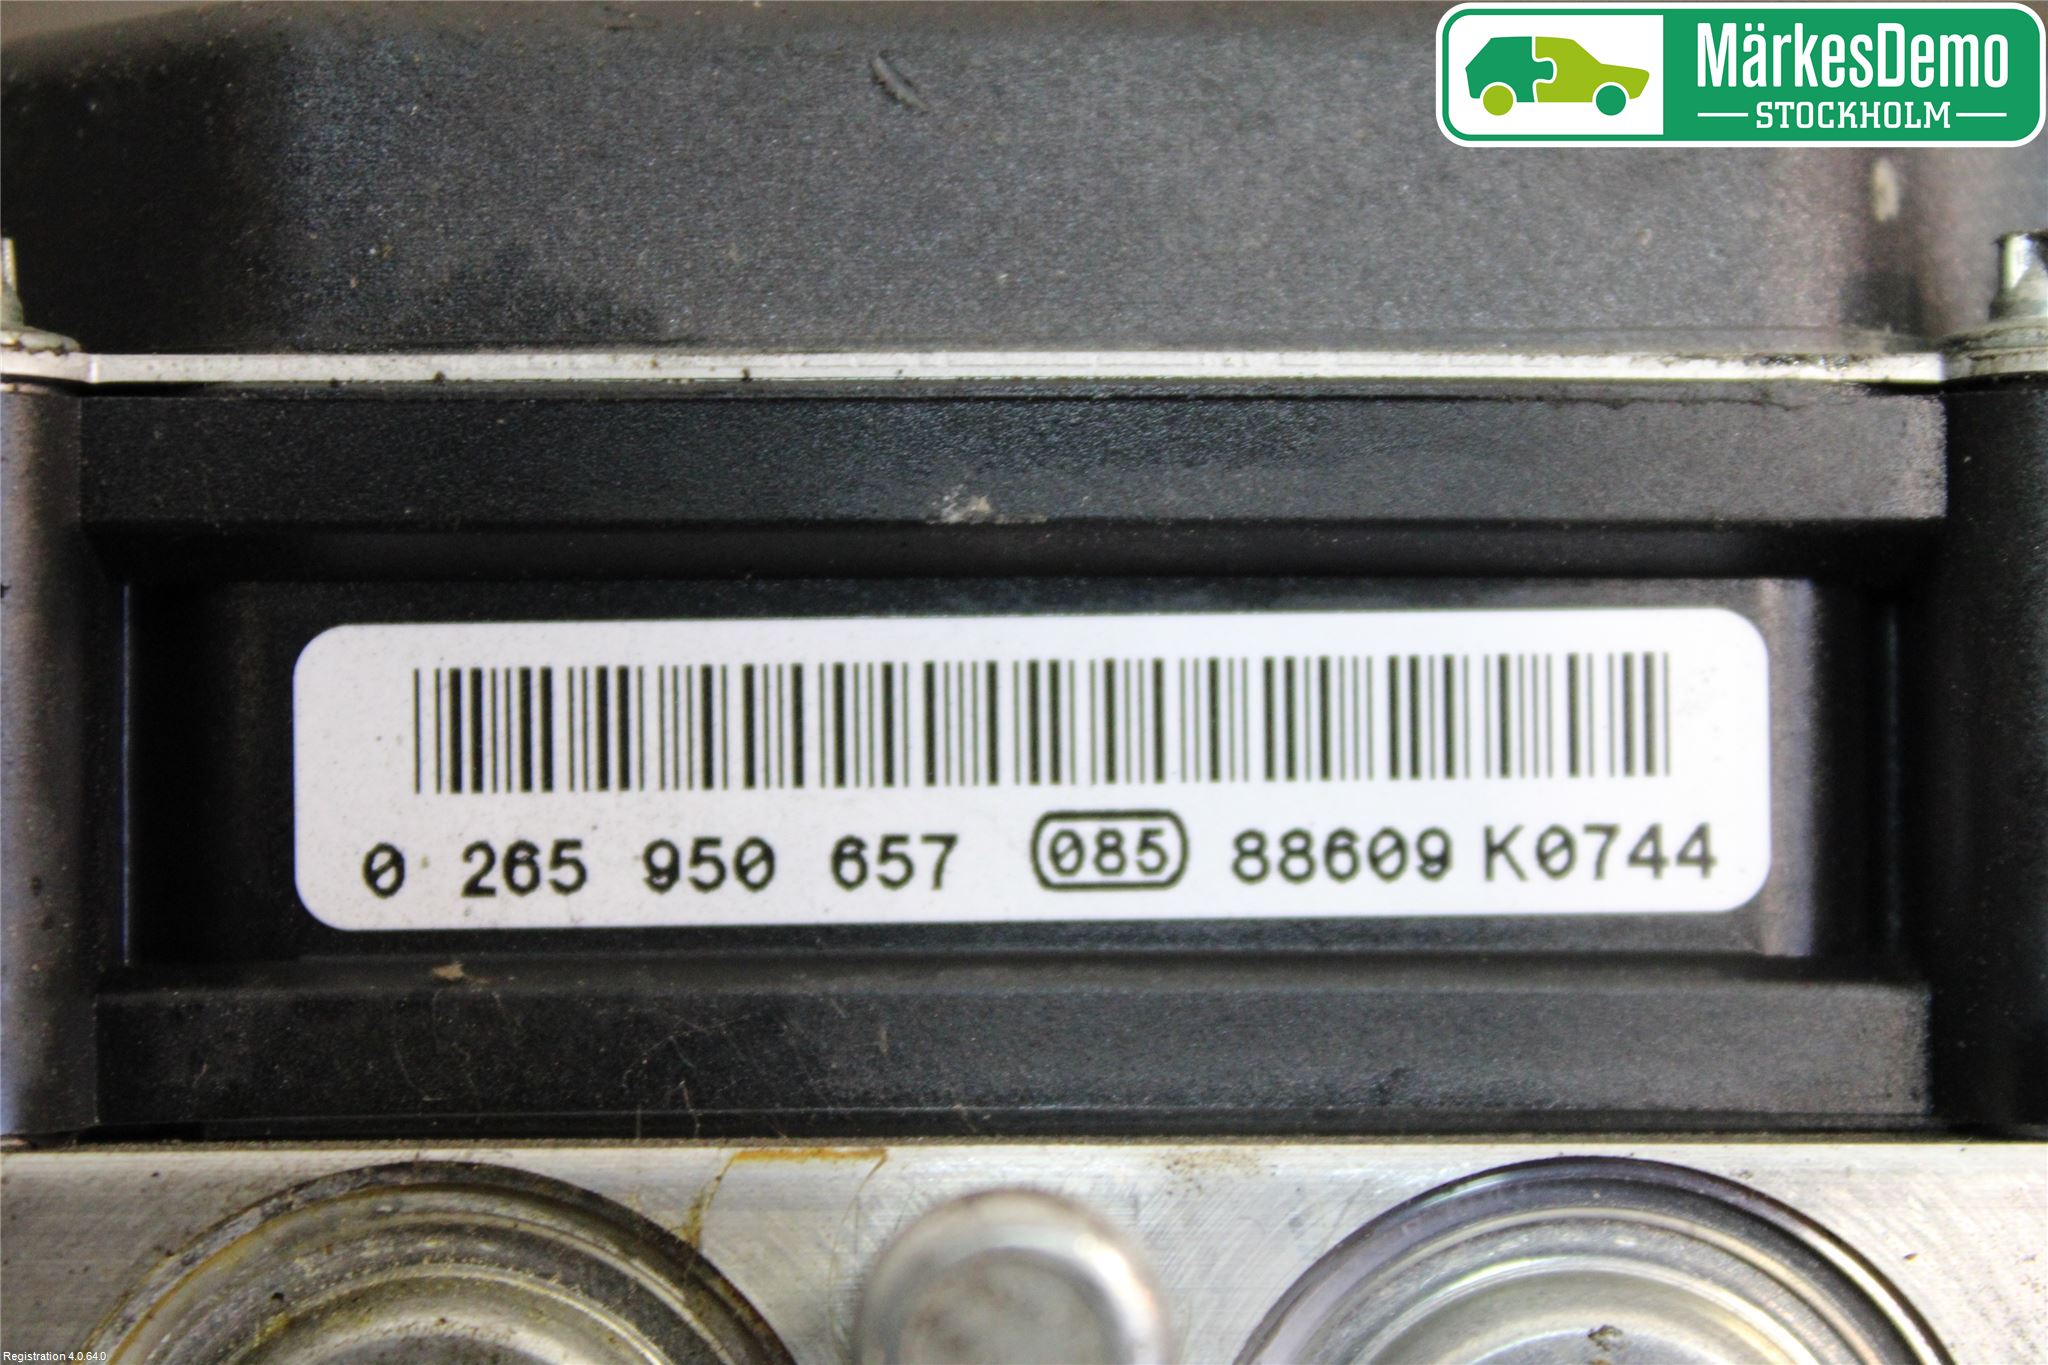 MärkesDemo
STOCKHOLM
0 265 950 657 085 88609 K0744
Registration 4.0.64.0